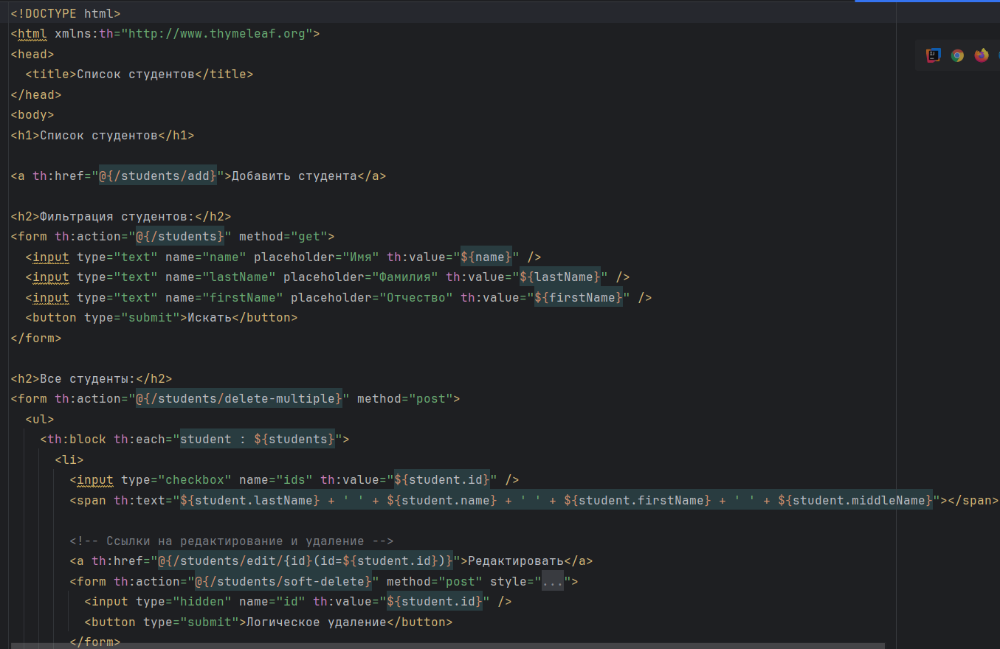 <!DOCTYPE html>
<html xmlns:th="http://www.thymeleaf.org">
<head>
  <title>Список студентов</title>
</head>
<body>
<h1>Список студентов</h1>

<a th:href="@{/students/add}">Добавить студента</a>

<h2>Фильтрация студентов:</h2>
<form th:action="@{/students}" method="get">
  <input type="text" name="name" placeholder="Имя" th:value="${name}" />
  <input type="text" name="lastName" placeholder="Фамилия" th:value="${lastName}" />
  <input type="text" name="firstName" placeholder="Отчество" th:value="${firstName}" />
  <button type="submit">Искать</button>
</form>

<h2>Все студенты:</h2>
<form th:action="@{/students/delete-multiple}" method="post">
  <ul>
    <th:block th:each="student : ${students}">
      <li>
        <input type="checkbox" name="ids" th:value="${student.id}" />
        <span th:text="${student.lastName} + ' ' + ${student.name} + ' ' + ${student.firstName} + ' ' + ${student.middleName}"></span>

        <!-- Ссылки на редактирование и удаление -->
        <a th:href="@{/students/edit/{id}(id=${student.id})}">Редактировать</a>
        <form th:action="@{/students/soft-delete}" method="post" style="...">
          <input type="hidden" name="id" th:value="${student.id}" />
          <button type="submit">Логическое удаление</button>
        </form>